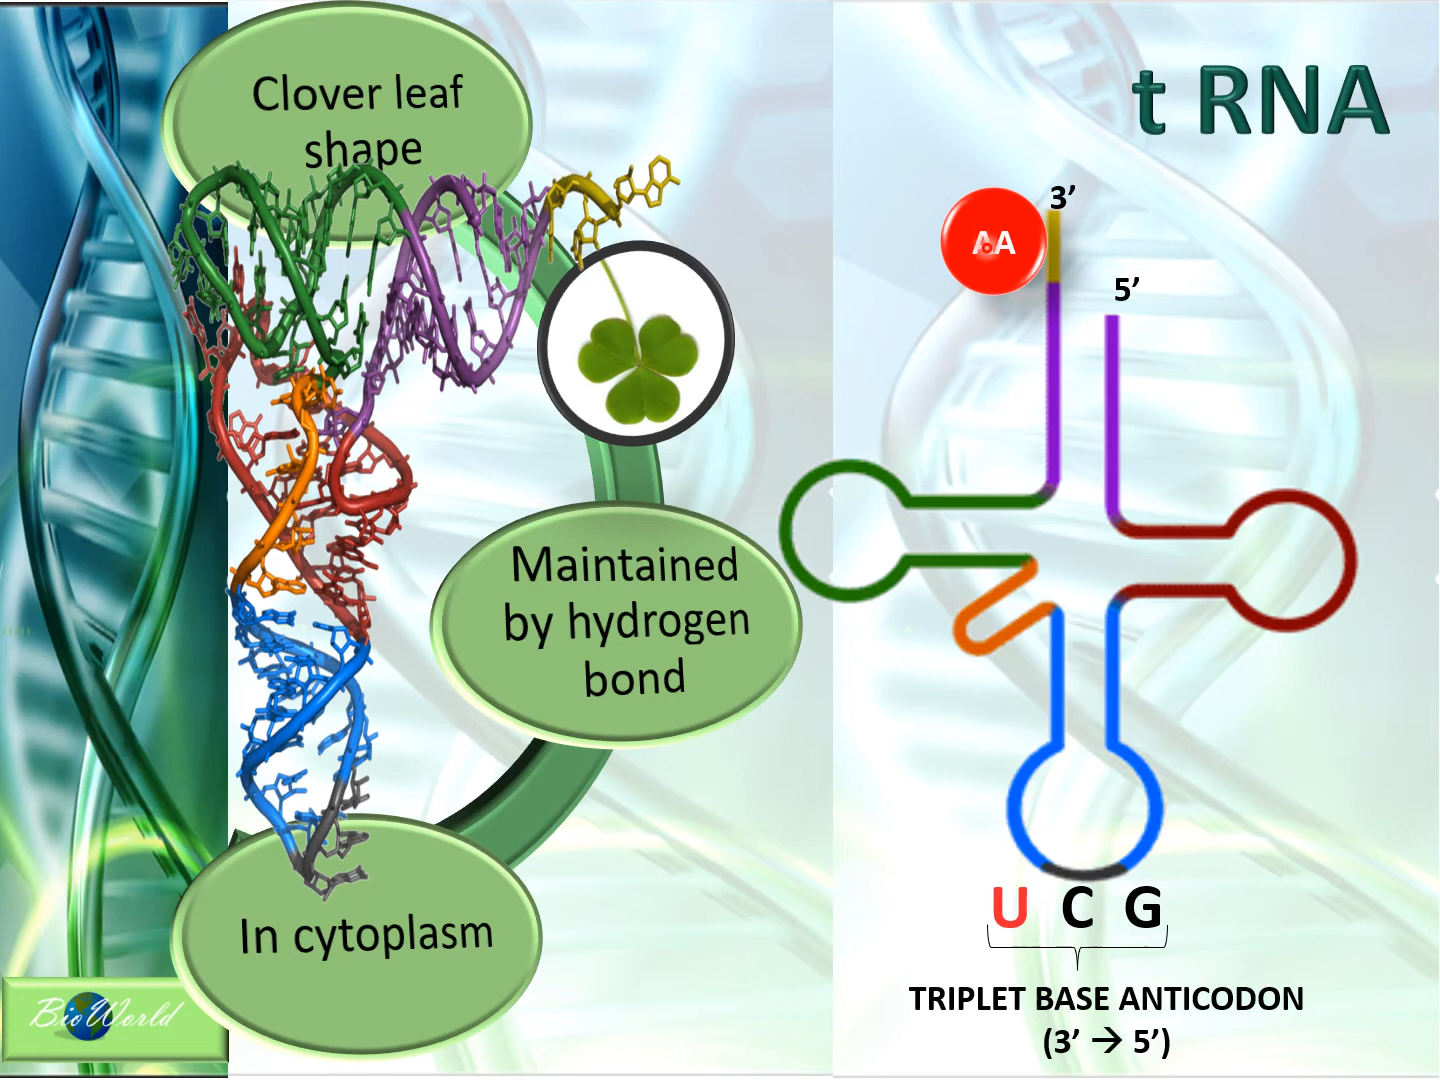 Clover leaf
shape
Maintained
by hydrogen
bond
In cytoplasm
BioWorld
t RNA
3’
AA
5’
U C G
TRIPLET BASE ANTICODON
(3’ → 5’)